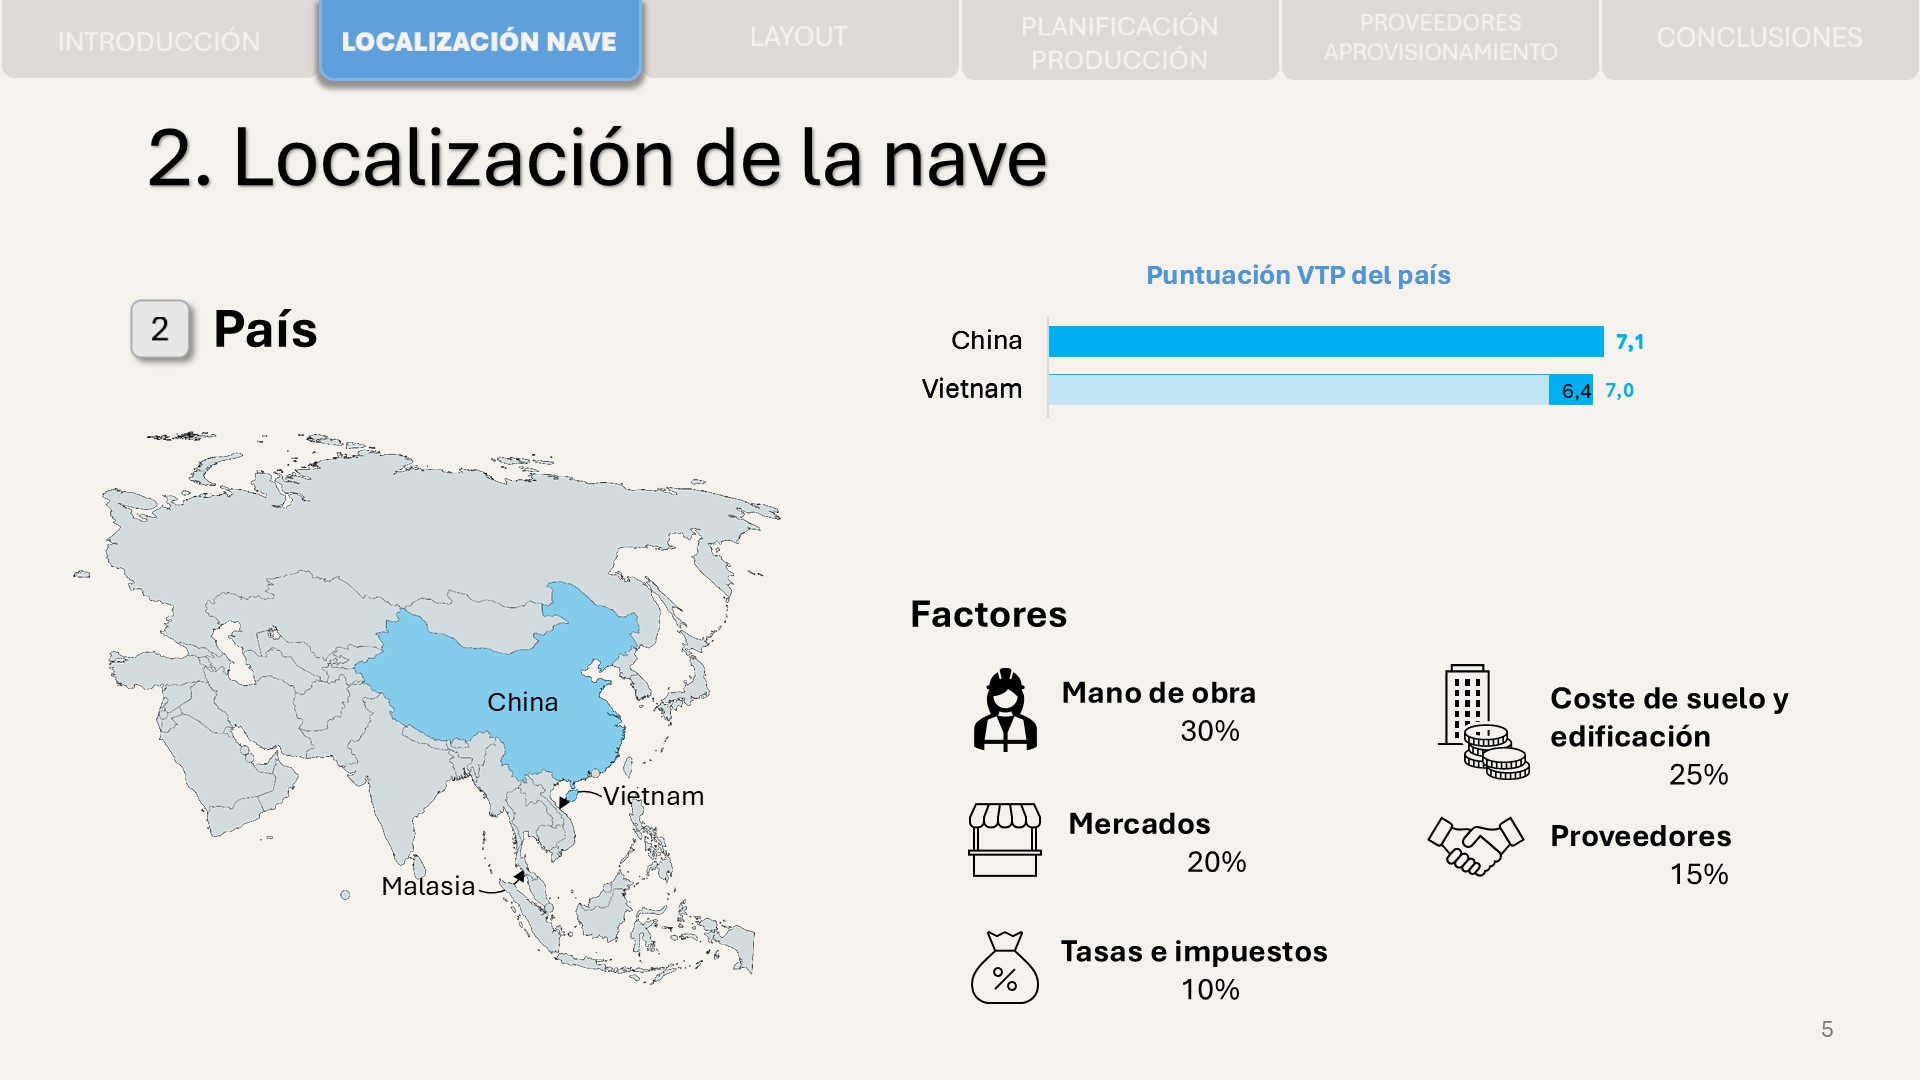 INTRODUCCIÓN
LOCALIZACIÓN NAVE
LAYOUT
PLANIFICACIÓN
PRODUCCIÓN
PROVEEDORES
APROVISIONAMIENTO
CONCLUSIONES
2. Localización de la nave
2
País
Puntuación VTP del país
China
7,1
Vietnam
6,4
7,0
China
Vietnam
Malasia
Factores
Mano de obra
30%
Coste de suelo y
edificación
25%
Mercados
20%
Proveedores
15%
Tasas e impuestos
10%
%
5